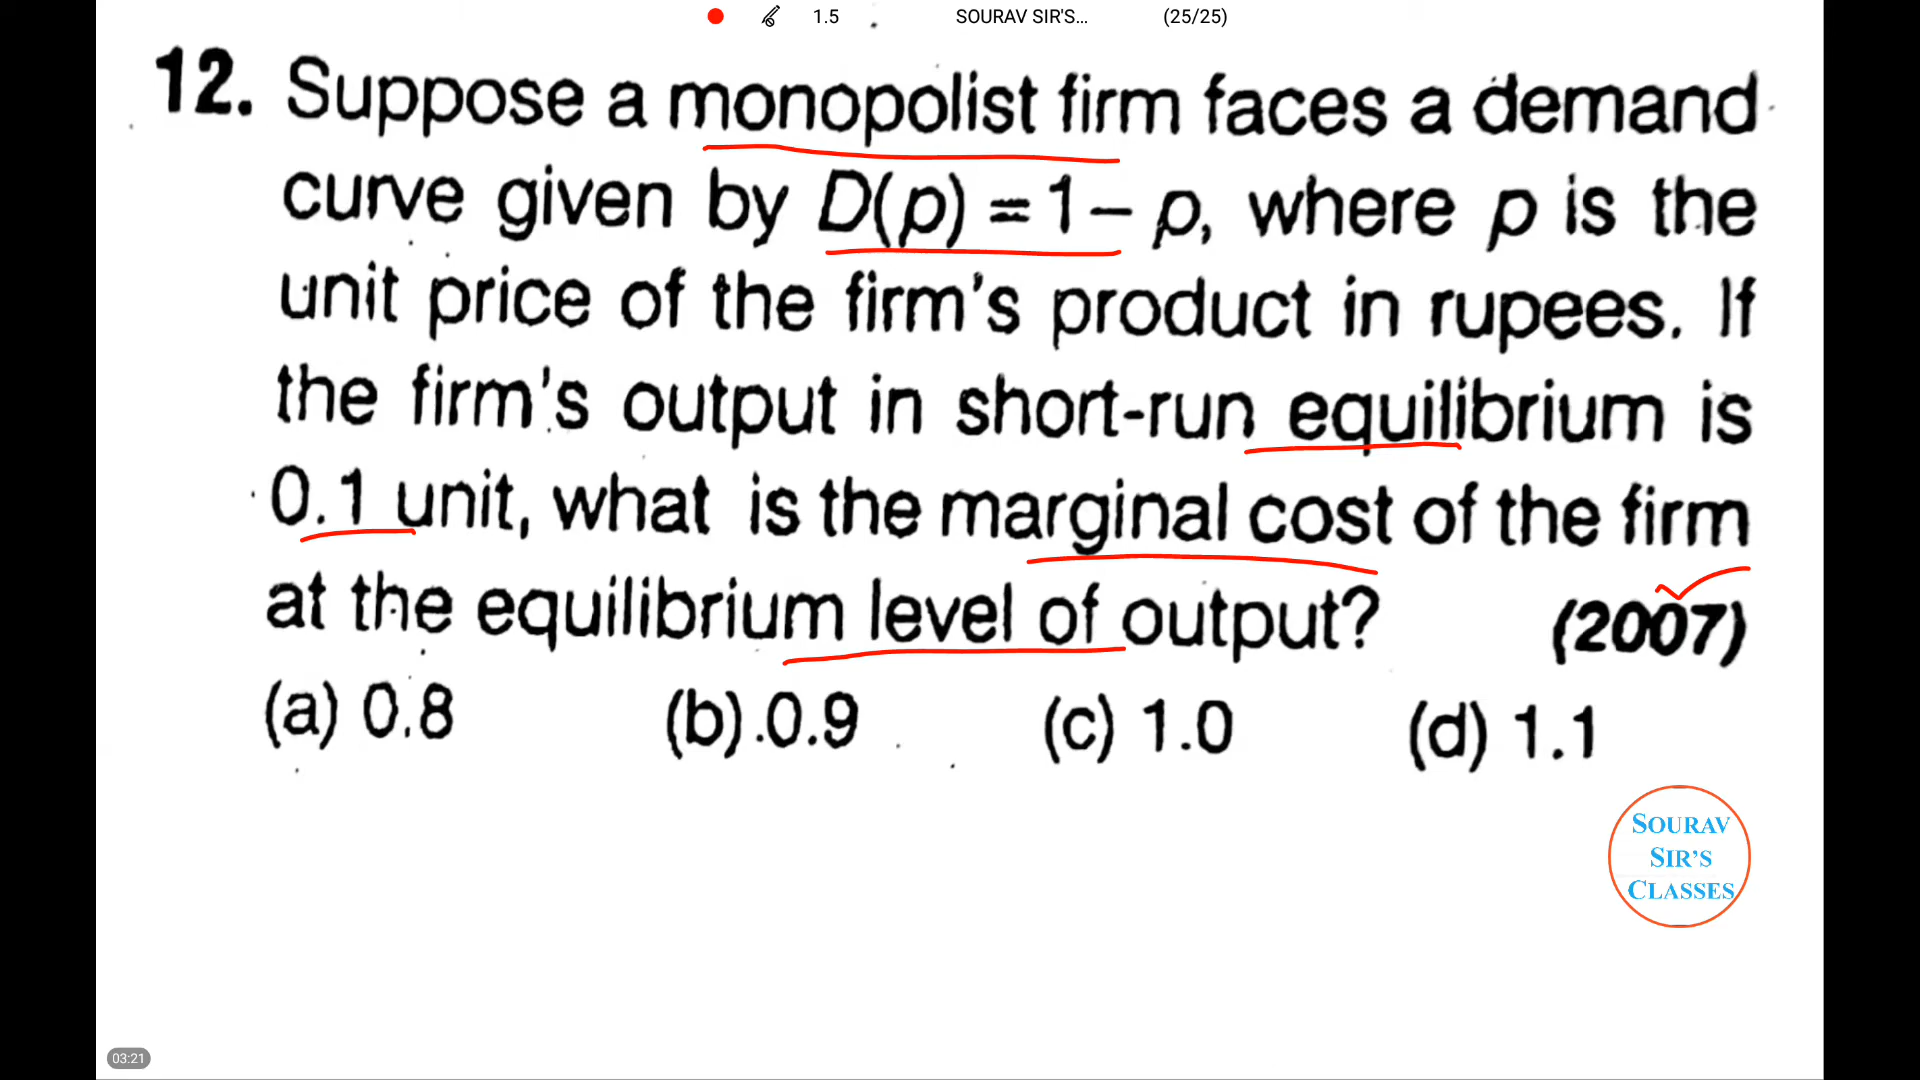 1.5 SOURAV SIR'S... (25/25)
12. Suppose a monopolist firm faces a demand
curve given by D(p) = 1 – p, where p is the
unit price of the firm's product in rupees. If
the firm's output in short-run equilibrium is
0.1 unit, what is the marginal cost of the firm
at the equilibrium level of output? (2007)
(a) 0.8 (b) 0.9 (c) 1.0 (d) 1.1
SOURAV
SIR'S
CLASSES
03:21